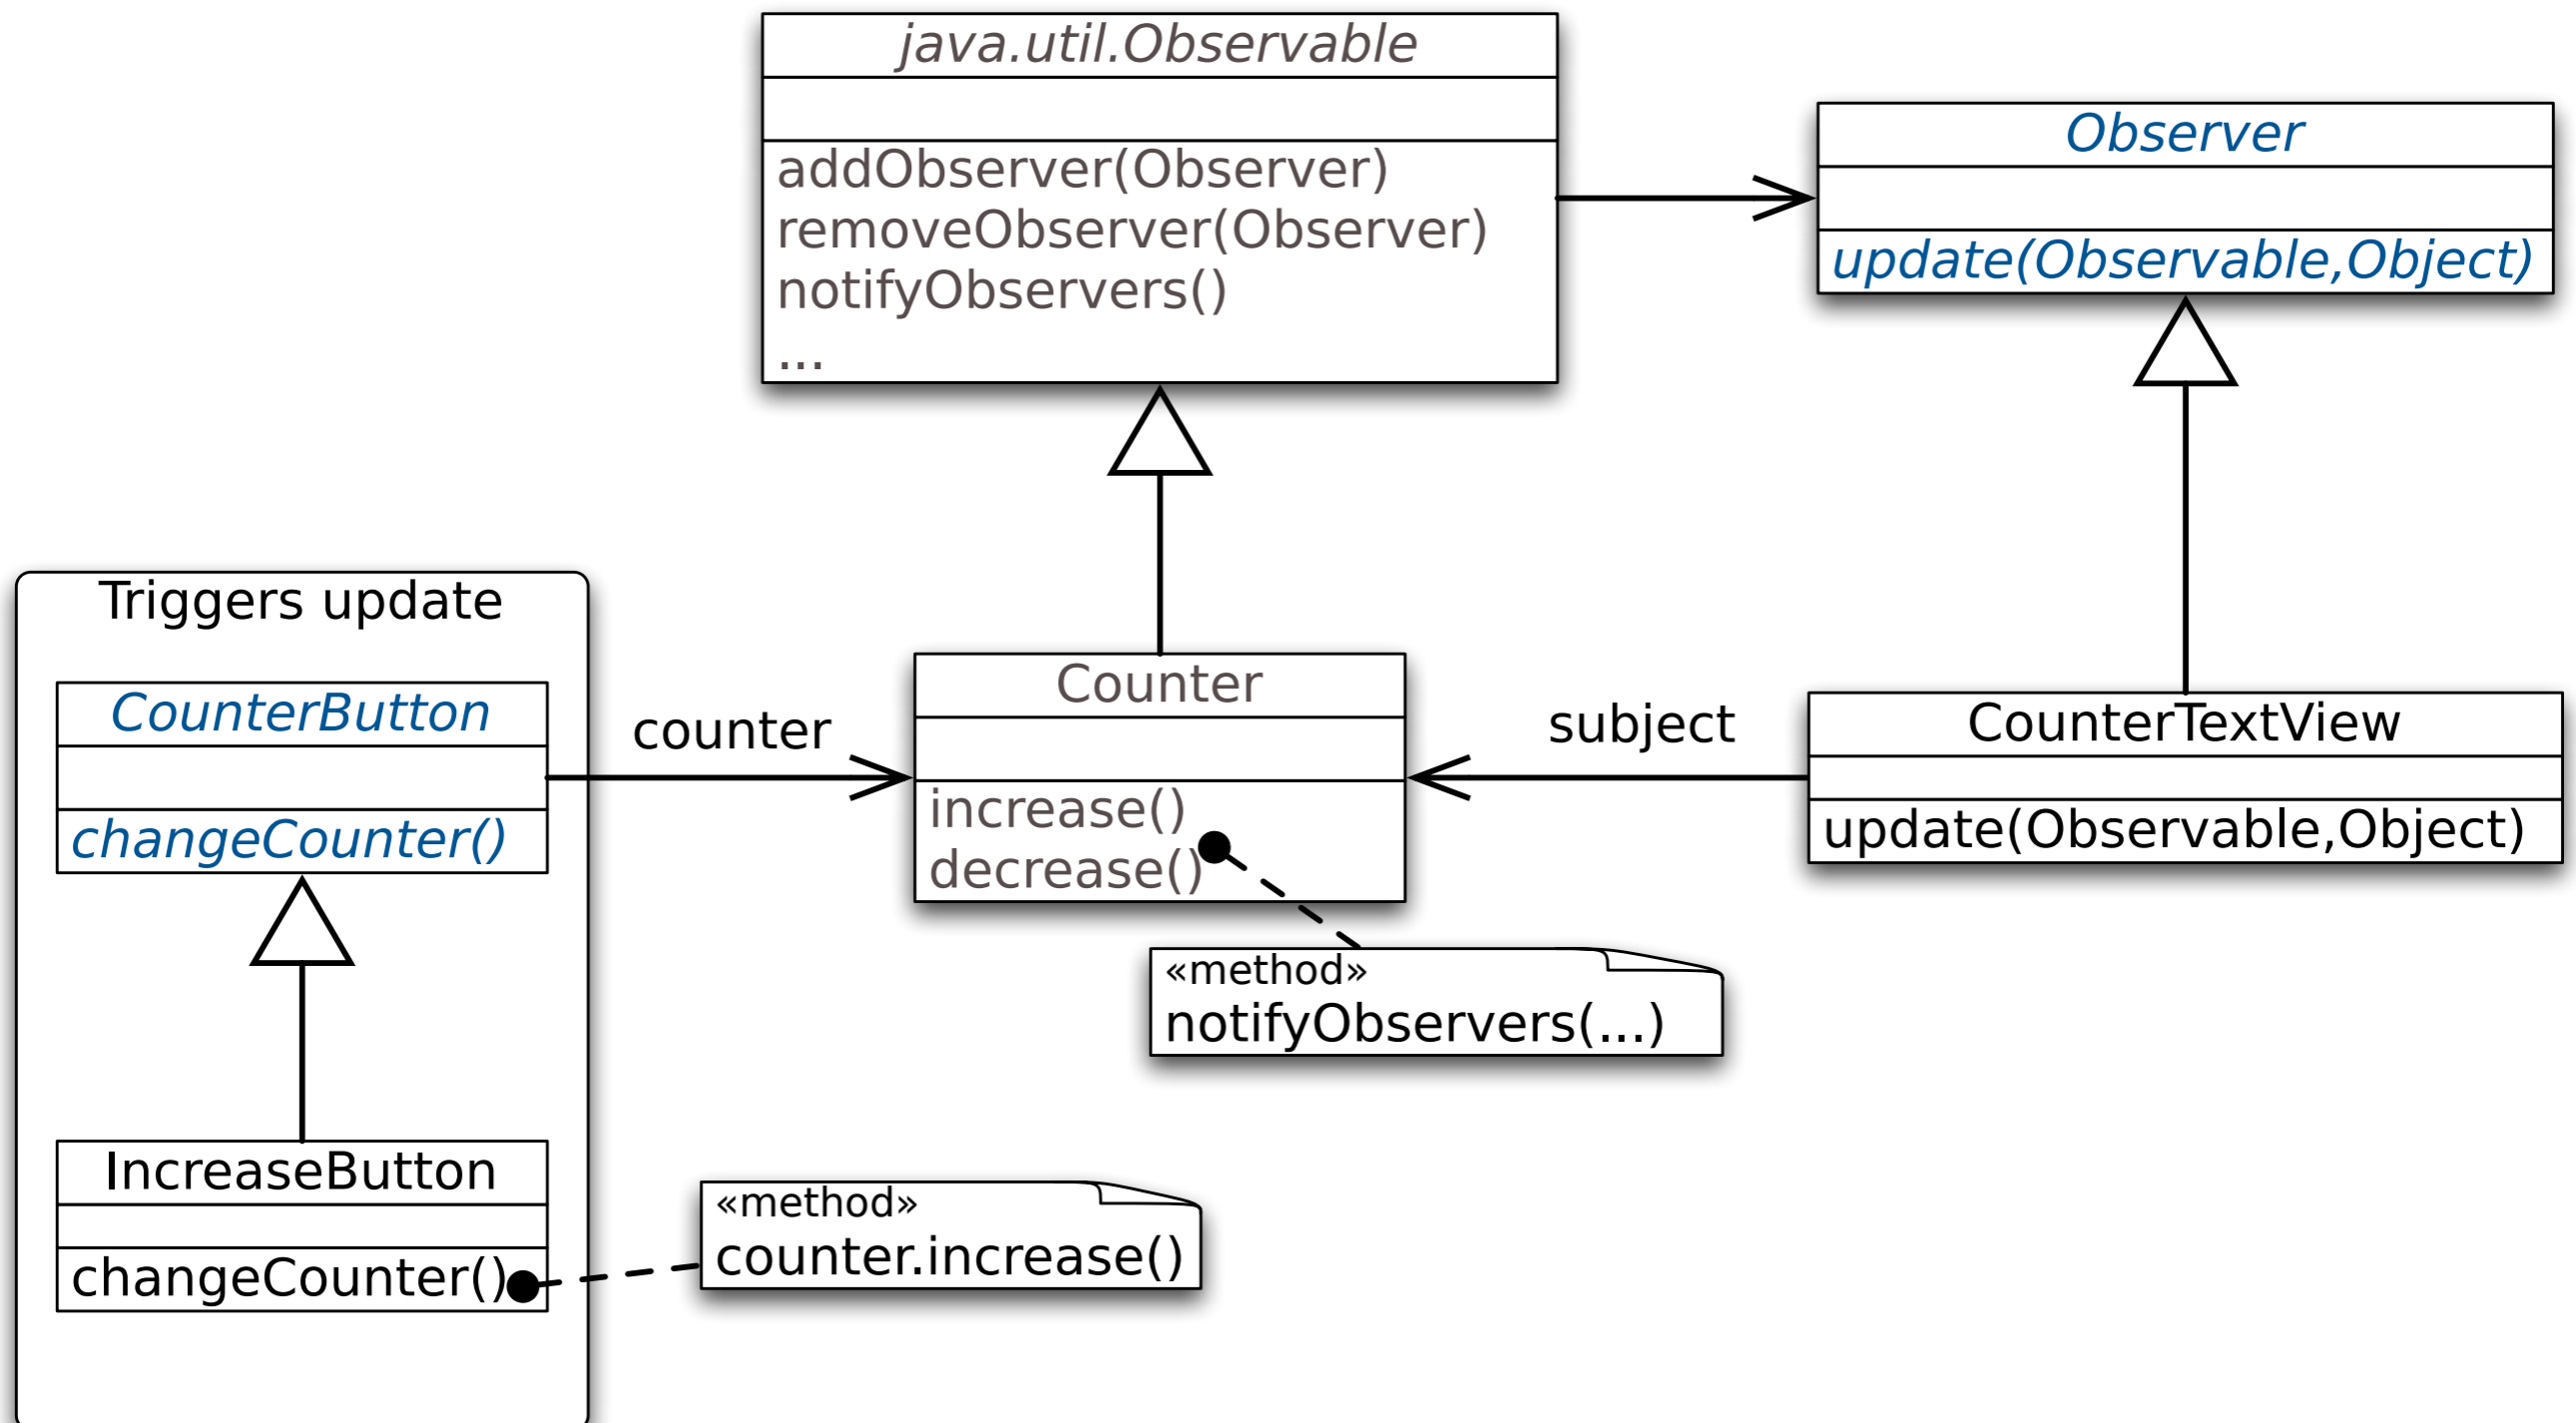 java.util.Observable
addObserver(Observer)
removeObserver(Observer)
notifyObservers()
...
Observer
update(Observable,Object)
Triggers update
CounterButton
changeCounter()
counter
Counter
increase()
decrease()
subject
CounterTextView
update(Observable,Object)
«method»
notifyObservers(...)
IncreaseButton
changeCounter()
«method»
counter.increase()